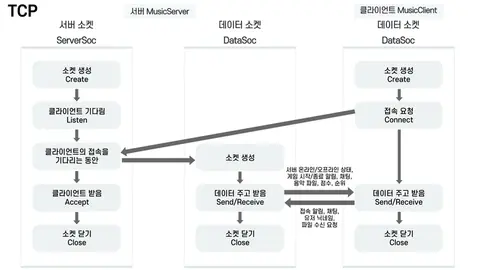 TCP
서버 MusicServer
클라이언트 MusicClient
서버 소켓
ServerSoc
데이터 소켓
DataSoc
데이터 소켓
DataSoc
소켓 생성
Create
소켓 생성
Create
클라이언트 기다림
Listen
접속 요청
Connect
클라이언트의 접속을
기다리는 동안
소켓 생성
서버 온라인/오프라인 상태,
게임 시작/종료 알림, 채팅,
음악 파일, 점수, 순위
클라이언트 받음
Accept
데이터 주고 받음
Send/Receive
데이터 주고 받음
Send/Receive
접속 알림, 채팅,
유저 닉네임,
파일 수신 요청
소켓 닫기
Close
소켓 닫기
Close
소켓 닫기
Close